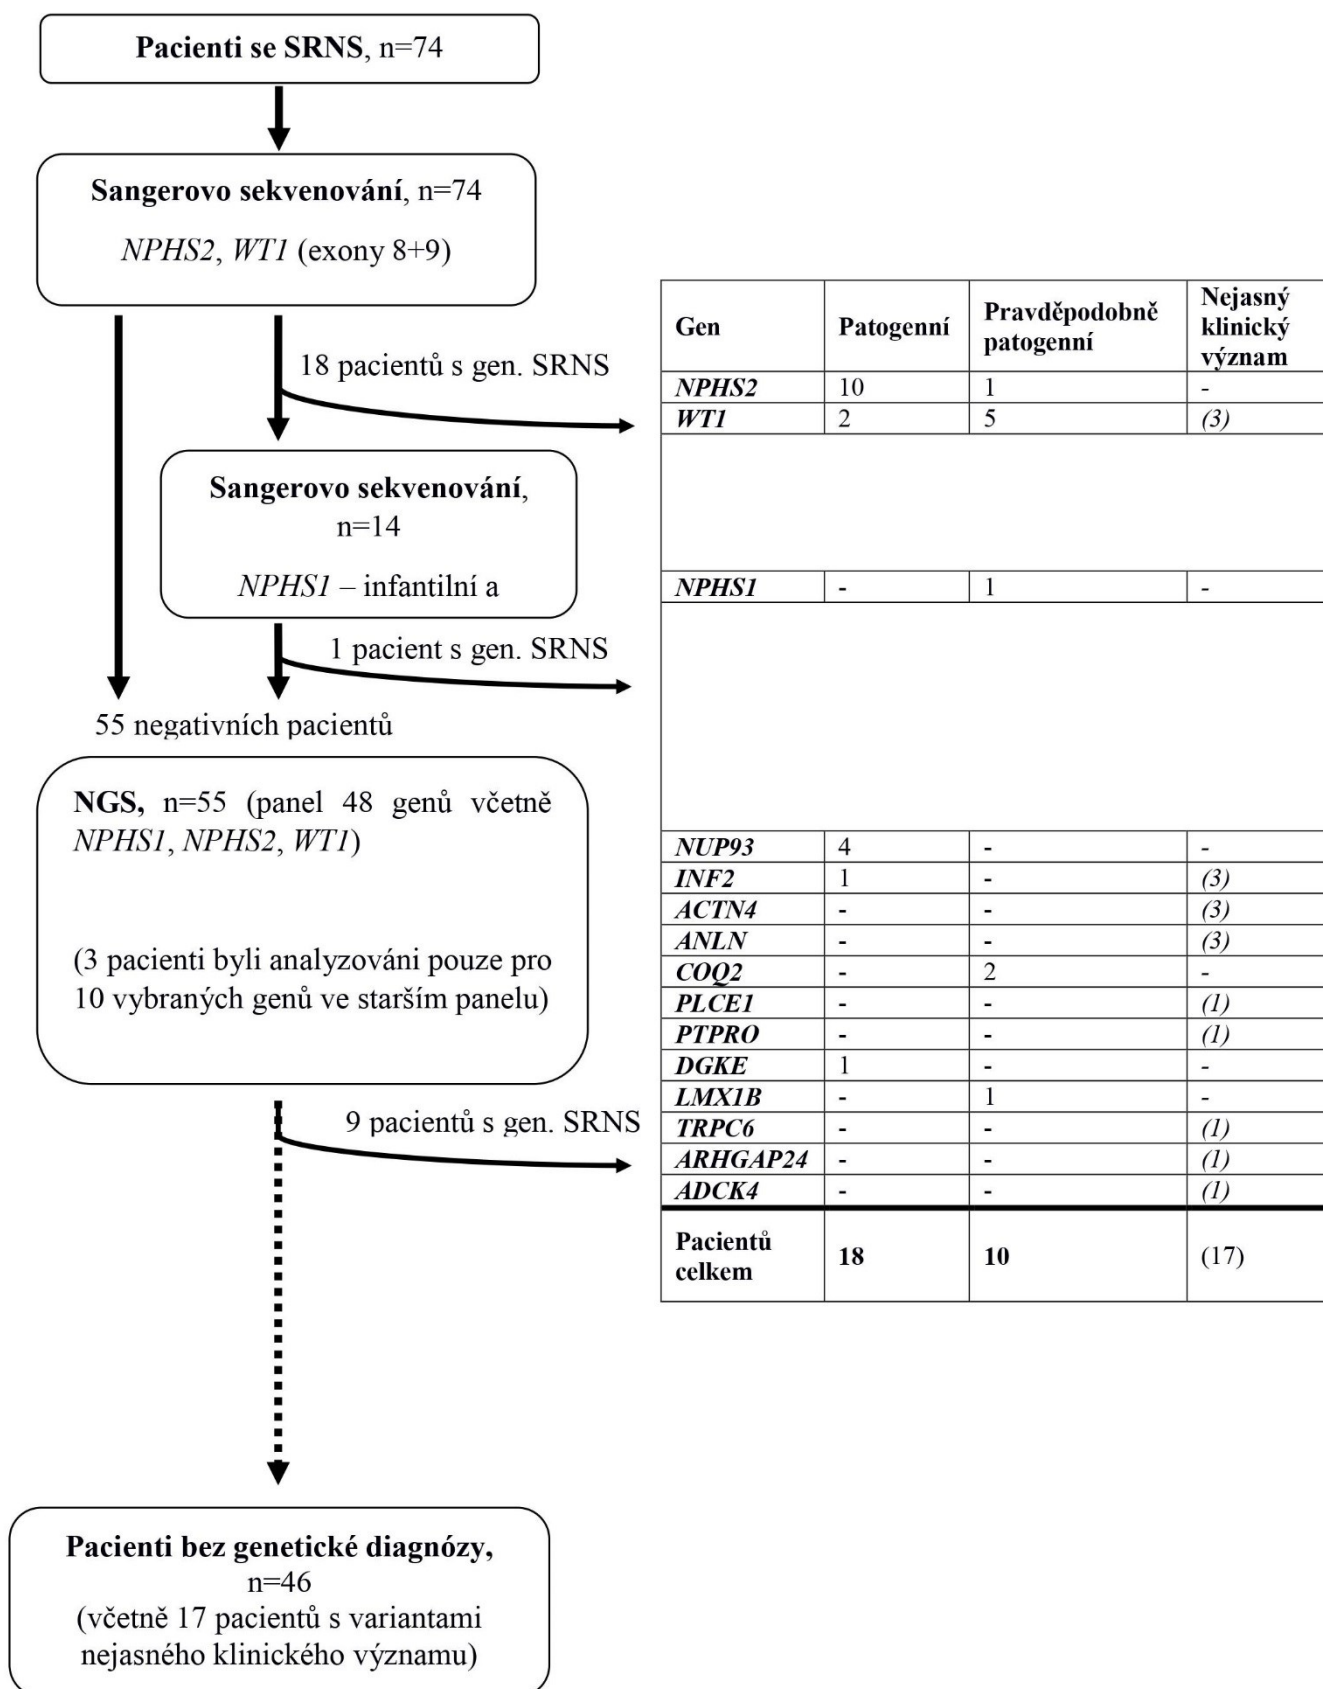 Pacienti se SRNS, n=74
Sangerovo sekvenování, n=74
NPHS2, WT1 (exony 8+9)
18 pacientů s gen. SRNS
Sangerovo sekvenování,
n=14
NPHS1 – infantilní a
1 pacient s gen. SRNS
55 negativních pacientů
NGS, n=55 (panel 48 genů včetně
NPHS1, NPHS2, WT1)
(3 pacienti byli analyzováni pouze pro
10 vybraných genů ve starším panelu)
9 pacientů s gen. SRNS
Pacienti bez genetické diagnózy,
n=46
(včetně 17 pacientů s variantami
nejasného klinického významu)
Gen Patogenní Pravděpodobně patogenní Nejasný klinický význam
NPHS2 10 1 -
WT1 2 5 (3)
NPHS1 - 1 -
NUP93 4 - -
INF2 1 - (3)
ACTN4 - - (3)
ANLN - - (3)
COQ2 - 2 -
PLCE1 - - (1)
PTPRO - - (1)
DGKE 1 - -
LMX1B - 1 -
TRPC6 - - (1)
ARHGAP24 - - (1)
ADCK4 - - (1)
Pacientů celkem 18 10 (17)